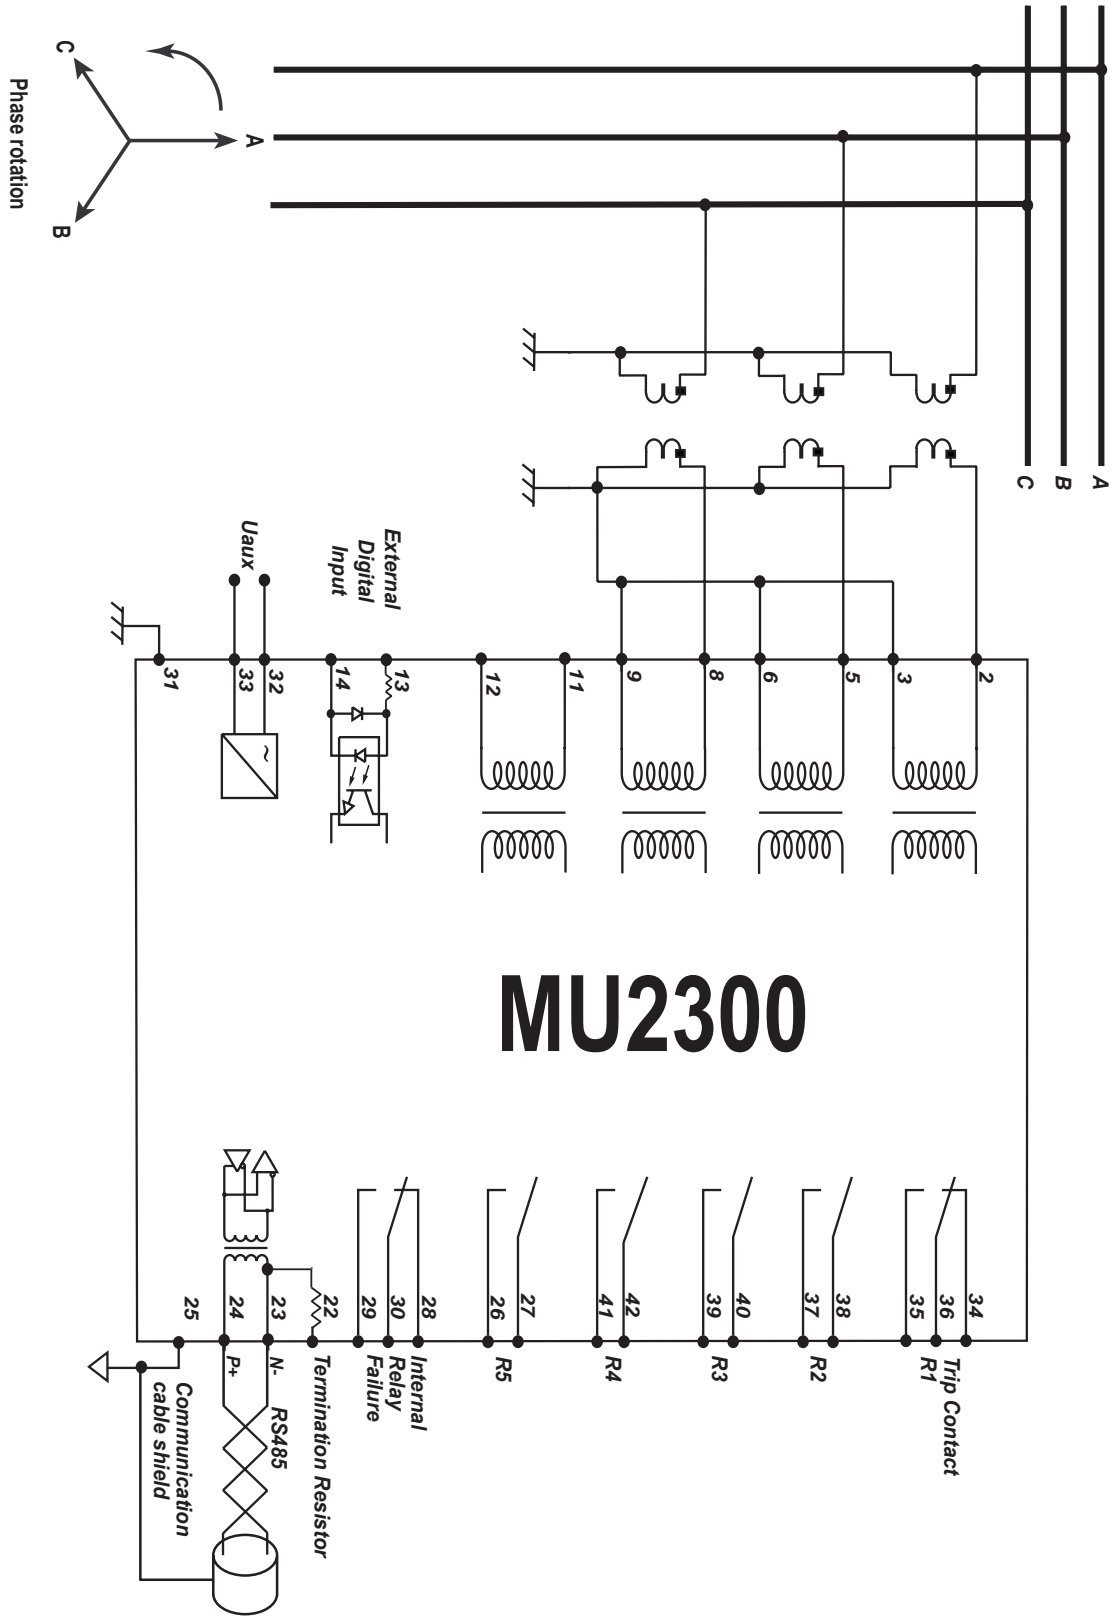 A
B
C
C
A
B
Phase rotation
External
Digital
Input
Uaux
2
3
5
6
8
9
11
12
13
14
32
33
31
~
MU2300
34
36
35
38
37
40
39
42
41
27
26
28
30
29
22
23
24
25
Trip Contact
R1
R2
R3
R4
R5
Internal
Relay
Failure
Termination Resistor
N-
P+
RS485
Communication
cable shield